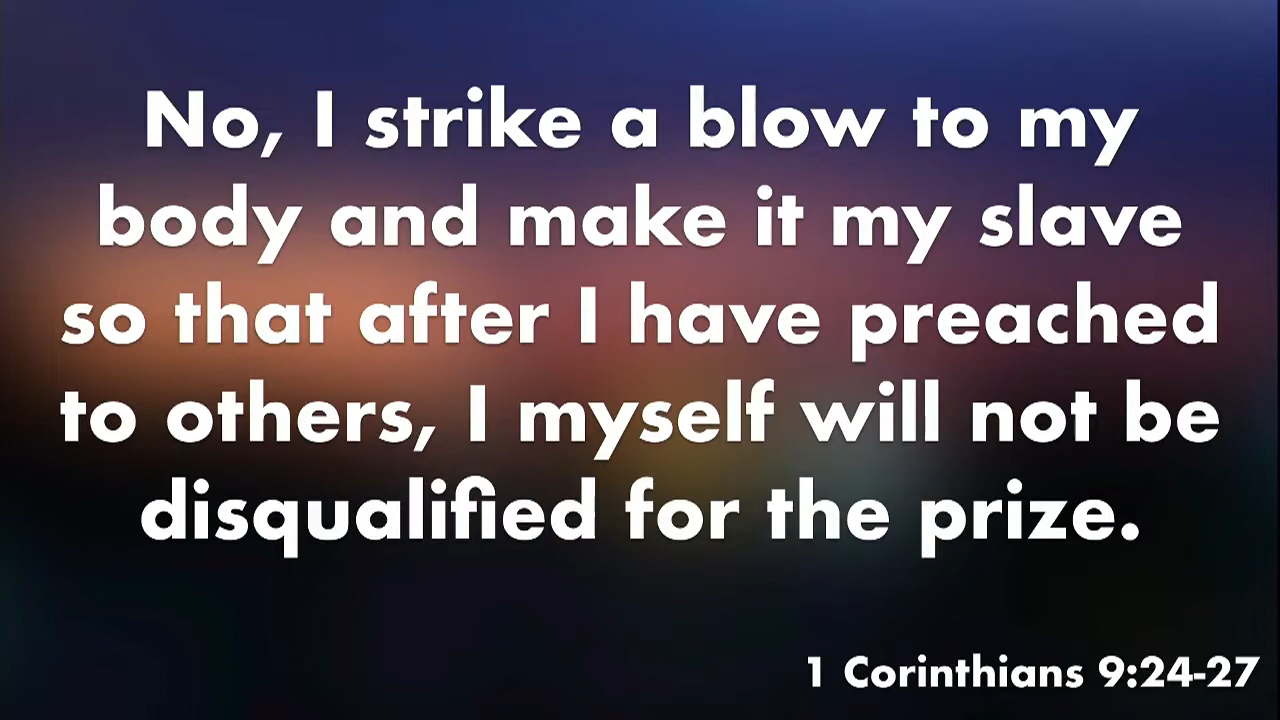 No, I strike a blow to my
body and make it my slave
so that after I have preached
to others, I myself will not be
disqualified for the prize.
1 Corinthians 9:24-27